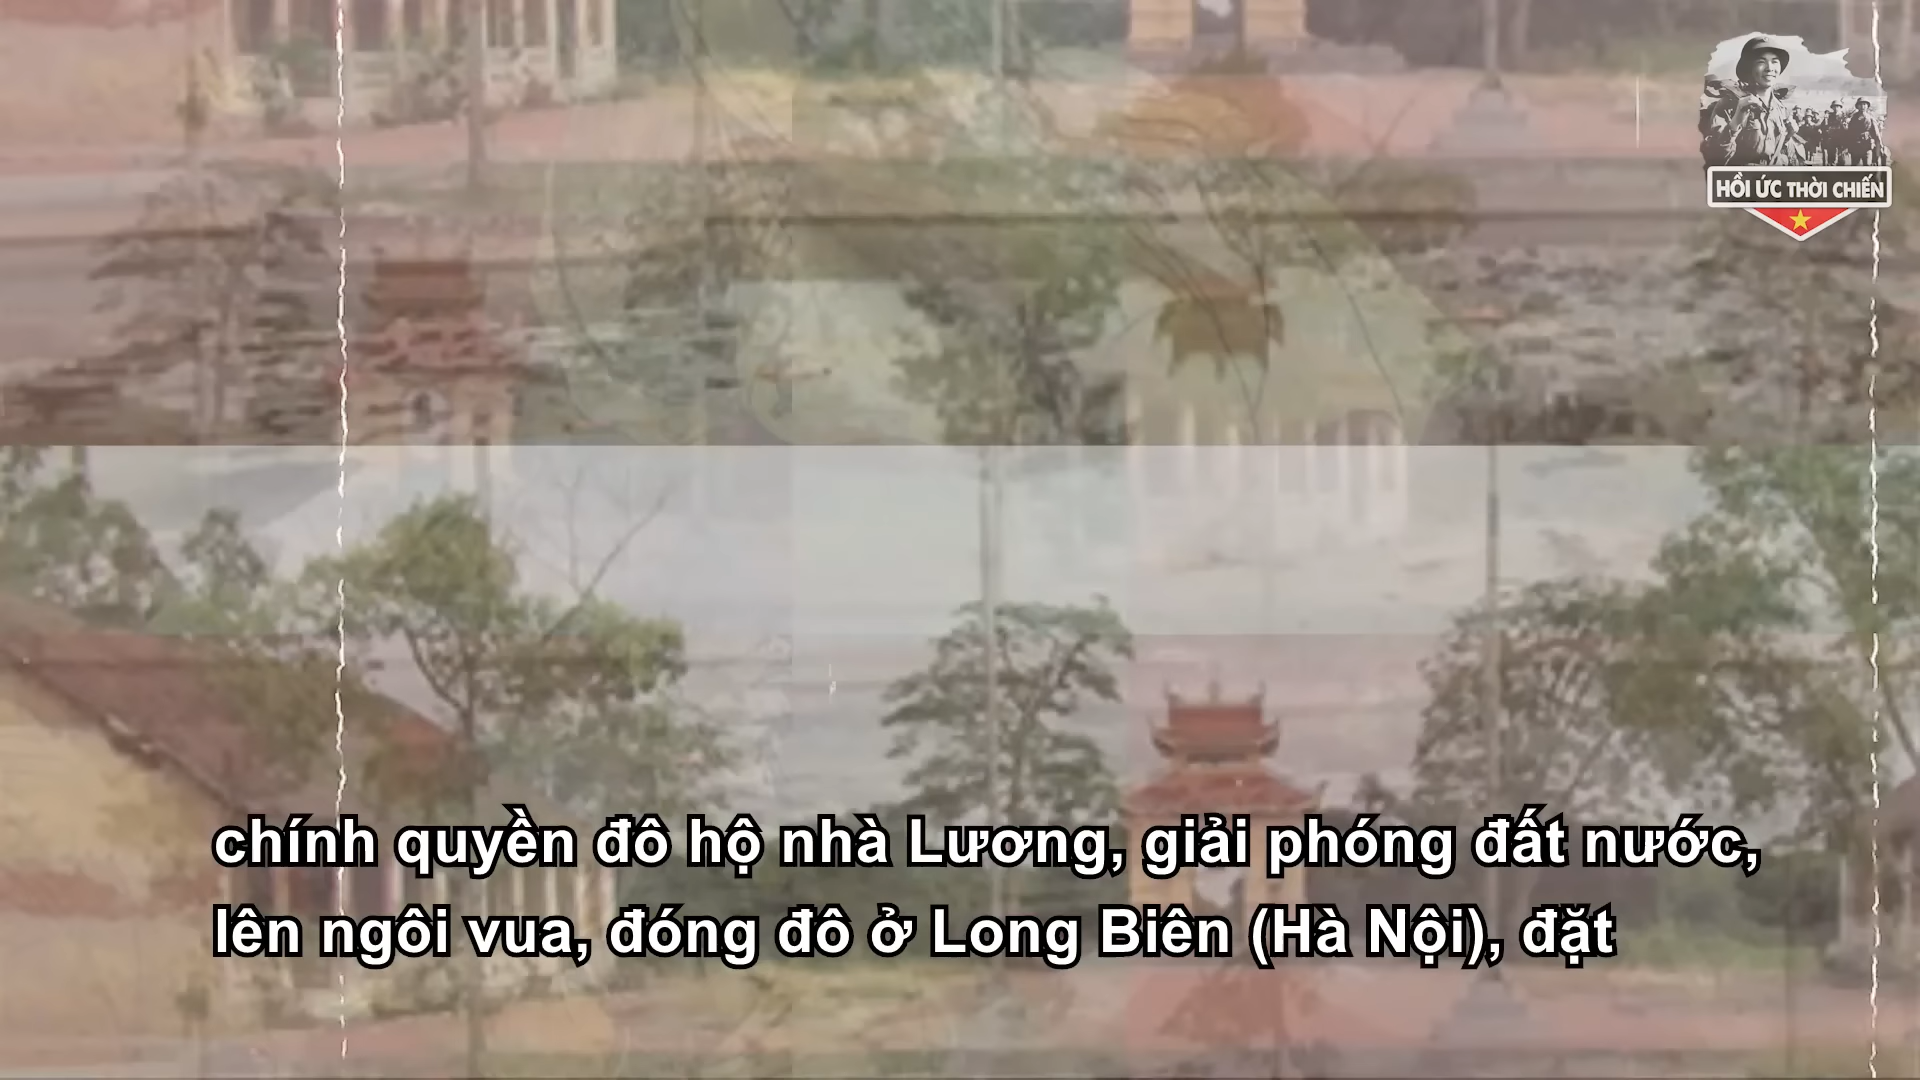 HỒI ỨC THỜI CHIẾN
chính quyền đô hộ nhà Lương, giải phóng đất nước,
lên ngôi vua, đóng đô ở Long Biên (Hà Nội), đặt